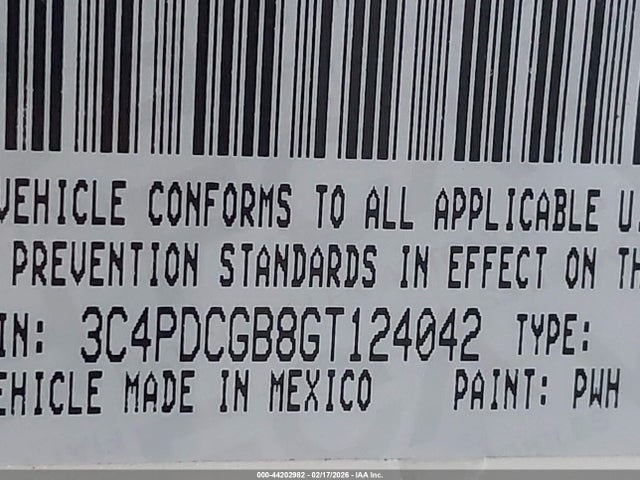 VEHICLE CONFORMS TO ALL APPLICABLE U.
PREVENTION STANDARDS IN EFFECT ON TH
IN: 3C4PDCGB8GT124042 TYPE:
EHICLE MADE IN MEXICO PAINT: PWH
000-44202982 - 02/17/2026 - IAA Inc.